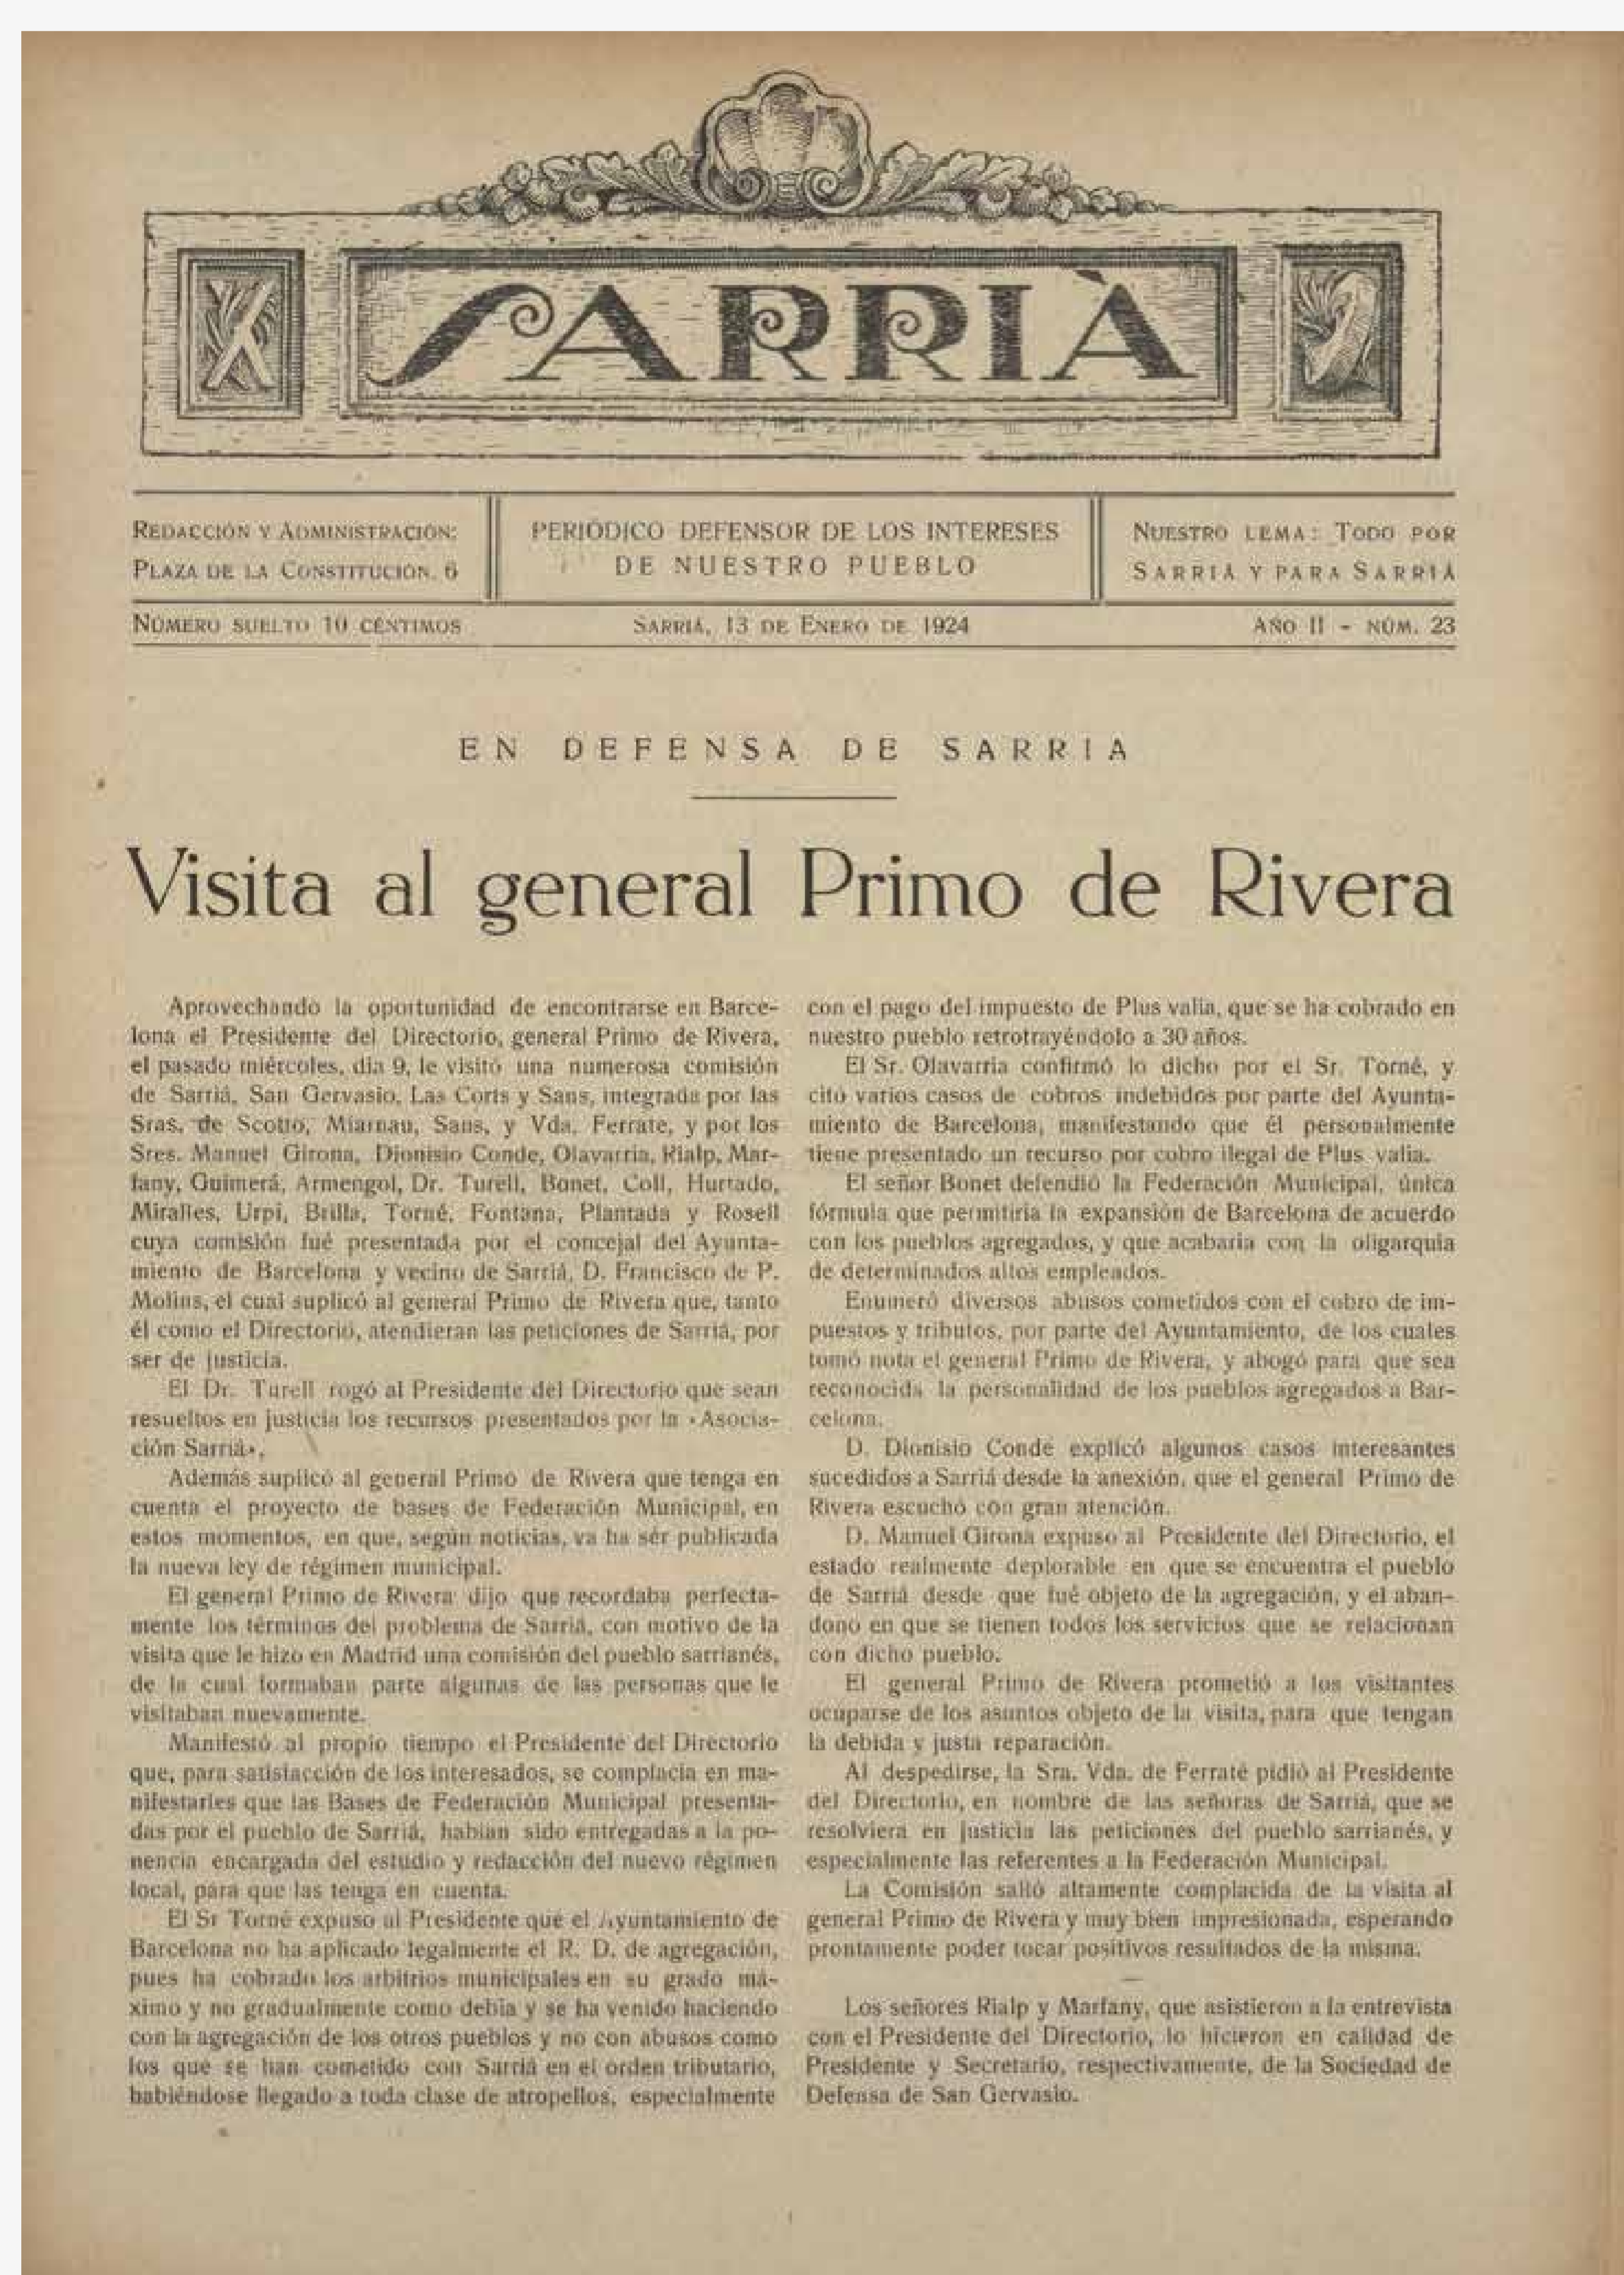 SARRIÀ
REDACCIÓN Y ADMINISTRACIÓN:
PLAZA DE LA CONSTITUCIÓN, 6
PERIÓDICO DEFENSOR DE LOS INTERESES
DE NUESTRO PUEBLO
NUESTRO LEMA: TODO POR
SARRIÁ Y PARA SARRIÁ
NÚMERO SUELTO 10 CÉNTIMOS
SARRIÁ, 13 DE ENERO DE 1924
AÑO II - NÚM. 23
EN DEFENSA DE SARRIA
Visita al general Primo de Rivera
Aprovechando la oportunidad de encontrarse en Barce-
lona el Presidente del Directorio, general Primo de Rivera,
el pasado miércoles, dia 9, le visitó una numerosa comisión
de Sarriá, San Gervasio, Las Corts y Sans, integrada por las
Sras. de Scotto, Miarnau, Sans, y Vda. Ferrate, y por los
Sres. Manuel Girona, Dionisio Conde, Olavarria, Rialp, Mar-
fany, Guimerá, Armengol, Dr. Turell, Bonet, Coll, Hurtado,
Miralles, Urpi, Brilla, Torné, Fontana, Plantada y Rosell
cuya comisión fué presentada por el concejal del Ayunta-
miento de Barcelona y vecino de Sarriá, D. Francisco de P.
Molins, el cual suplicó al general Primo de Rivera que, tanto
él como el Directorio, atendieran las peticiones de Sarriá, por
ser de justicia.
El Dr. Turell rogó al Presidente del Directorio que sean
resueltos en justicia los recursos presentados por la «Asocia-
ción Sarriá».
Además suplicó al general Primo de Rivera que tenga en
cuenta el proyecto de bases de Federación Municipal, en
estos momentos, en que, según noticias, va ha sér publicada
la nueva ley de régimen municipal.
El general Primo de Rivera dijo que recordaba perfecta-
mente los términos del problema de Sarriá, con motivo de la
visita que le hizo en Madrid una comisión del pueblo sarrianés,
de la cual formaban parte algunas de las personas que le
visitaban nuevamente.
Manifestó al propio tiempo el Presidente del Directorio
que, para satisfacción de los interesados, se complacia en ma-
nifestarles que las Bases de Federación Municipal presenta-
das por el pueblo de Sarriá, habian sido entregadas a la po-
nencia encargada del estudio y redacción del nuevo régimen
local, para que las tenga en cuenta.
El Sr Torné expuso al Presidente que el Ayuntamiento de
Barcelona no ha aplicado legalmente el R. D. de agregación,
pues ha cobrado los arbitrios municipales en su grado má-
ximo y no gradualmente como debia y se ha venido haciendo
con la agregación de los otros pueblos y no con abusos como
los que se han cometido con Sarriá en el orden tributario,
habiéndose llegado a toda clase de atropellos, especialmente
con el pago del impuesto de Plus valia, que se ha cobrado en
nuestro pueblo retrotrayéndolo a 30 años.
El Sr. Olavarria confirmó lo dicho por el Sr. Torné, y
citó varios casos de cobros indebidos por parte del Ayunta-
miento de Barcelona, manifestando que él personalmente
tiene presentado un recurso por cobro ilegal de Plus valia.
El señor Bonet defendió la Federación Municipal, única
fórmula que permitiria la expansión de Barcelona de acuerdo
con los pueblos agregados, y que acabaria con la oligarquia
de determinados altos empleados.
Enumeró diversos abusos cometidos con el cobro de im-
puestos y tributos, por parte del Ayuntamiento, de los cuales
tomó nota el general Primo de Rivera, y abogó para que sea
reconocida la personalidad de los pueblos agregados a Bar-
celona.
D. Dionisio Conde explicó algunos casos interesantes
sucedidos a Sarriá desde la anexión, que el general Primo de
Rivera escuchó con gran atención.
D. Manuel Girona expuso al Presidente del Directorio, el
estado realmente deplorable en que se encuentra el pueblo
de Sarriá desde que fué objeto de la agregación, y el aban-
dono en que se tienen todos los servicios que se relacionan
con dicho pueblo.
El general Primo de Rivera prometió a los visitantes
ocuparse de los asuntos objeto de la visita, para que tengan
la debida y justa reparación.
Al despedirse, la Sra. Vda. de Ferraté pidió al Presidente
del Directorio, en nombre de las señoras de Sarriá, que se
resolviera en justicia las peticiones del pueblo sarrianés, y
especialmente las referentes a la Federación Municipal.
La Comisión salió altamente complacida de la visita al
general Primo de Rivera y muy bien impresionada, esperando
prontamente poder tocar positivos resultados de la misma.
Los señores Rialp y Marfany, que asistieron a la entrevista
con el Presidente del Directorio, lo hicieron en calidad de
Presidente y Secretario, respectivamente, de la Sociedad de
Defensa de San Gervasio.